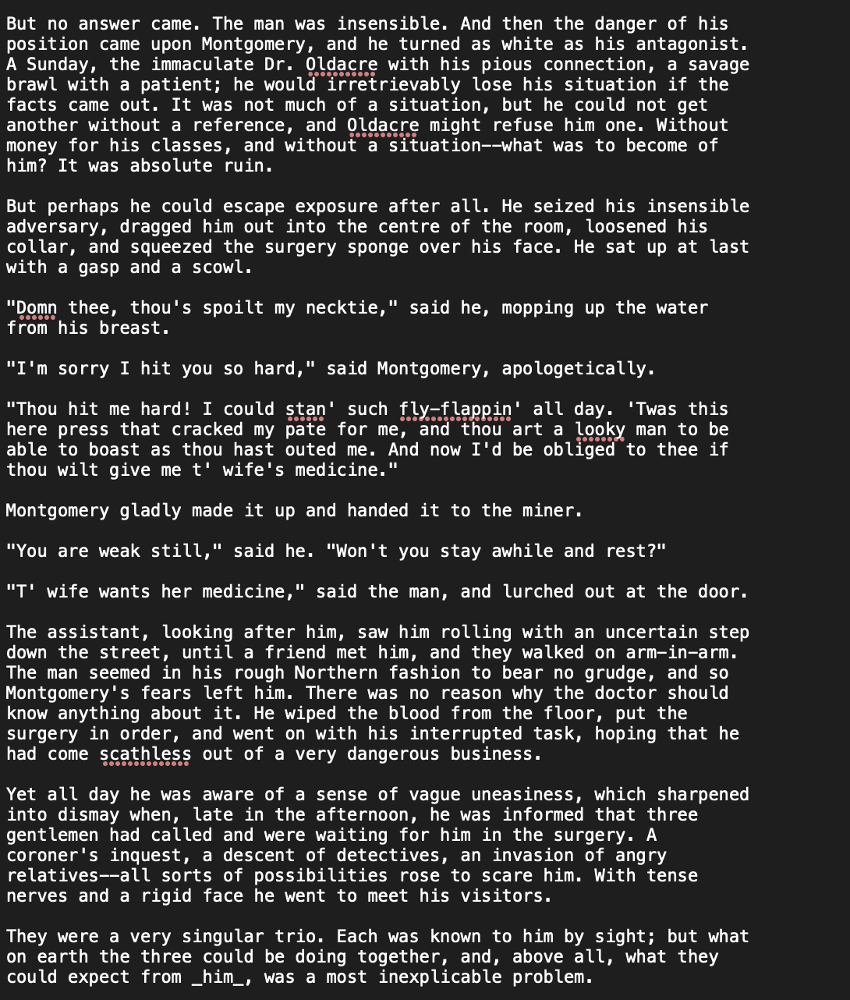 But no answer came. The man was insensible. And then the danger of his
position came upon Montgomery, and he turned as white as his antagonist.
A Sunday, the immaculate Dr. Oldacre with his pious connection, a savage
brawl with a patient; he would irretrievably lose his situation if the
facts came out. It was not much of a situation, but he could not get
another without a reference, and Oldacre might refuse him one. Without
money for his classes, and without a situation--what was to become of
him? It was absolute ruin.

But perhaps he could escape exposure after all. He seized his insensible
adversary, dragged him out into the centre of the room, loosened his
collar, and squeezed the surgery sponge over his face. He sat up at last
with a gasp and a scowl.

"Domn thee, thou's spoilt my necktie," said he, mopping up the water
from his breast.

"I'm sorry I hit you so hard," said Montgomery, apologetically.

"Thou hit me hard! I could stan' such fly-flappin' all day. 'Twas this
here press that cracked my pate for me, and thou art a looky man to be
able to boast as thou hast outed me. And now I'd be obliged to thee if
thou wilt give me t' wife's medicine."

Montgomery gladly made it up and handed it to the miner.

"You are weak still," said he. "Won't you stay awhile and rest?"

"T' wife wants her medicine," said the man, and lurched out at the door.

The assistant, looking after him, saw him rolling with an uncertain step
down the street, until a friend met him, and they walked on arm-in-arm.
The man seemed in his rough Northern fashion to bear no grudge, and so
Montgomery's fears left him. There was no reason why the doctor should
know anything about it. He wiped the blood from the floor, put the
surgery in order, and went on with his interrupted task, hoping that he
had come scathless out of a very dangerous business.

Yet all day he was aware of a sense of vague uneasiness, which sharpened
into dismay when, late in the afternoon, he was informed that three
gentlemen had called and were waiting for him in the surgery. A
coroner's inquest, a descent of detectives, an invasion of angry
relatives--all sorts of possibilities rose to scare him. With tense
nerves and a rigid face he went to meet his visitors.

They were a very singular trio. Each was known to him by sight; but what
on earth the three could be doing together, and, above all, what they
could expect from _him_, was a most inexplicable problem.